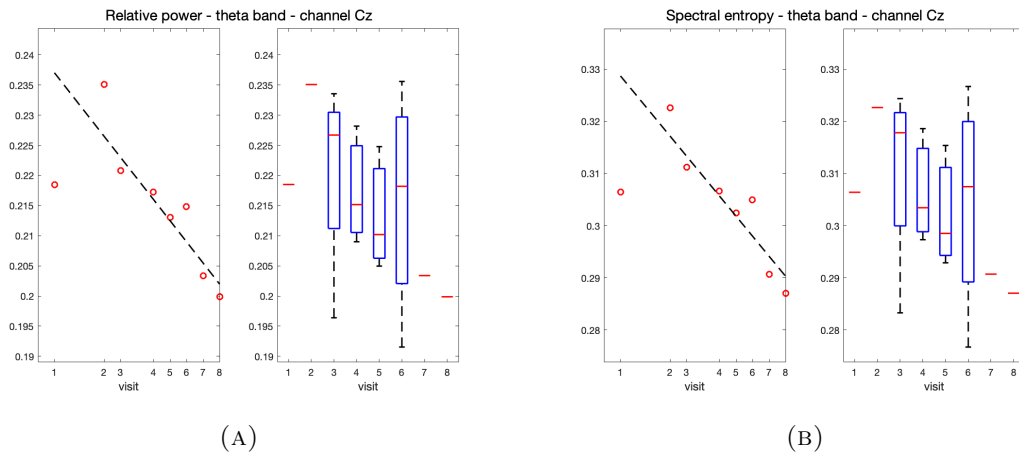 Relative power - theta band - channel Cz
0.24
0.235
0.23
0.225
0.22
0.215
0.21
0.205
0.2
0.195
0.19
1 2 3 4 5 6 7 8
visit
0.24
0.235
0.23
0.225
0.22
0.215
0.21
0.205
0.2
0.195
0.19
1 2 3 4 5 6 7 8
visit
(A)
Spectral entropy - theta band - channel Cz
0.33
0.32
0.31
0.3
0.29
0.28
1 2 3 4 5 6 7 8
visit
0.33
0.32
0.31
0.3
0.29
0.28
1 2 3 4 5 6 7 8
visit
(B)